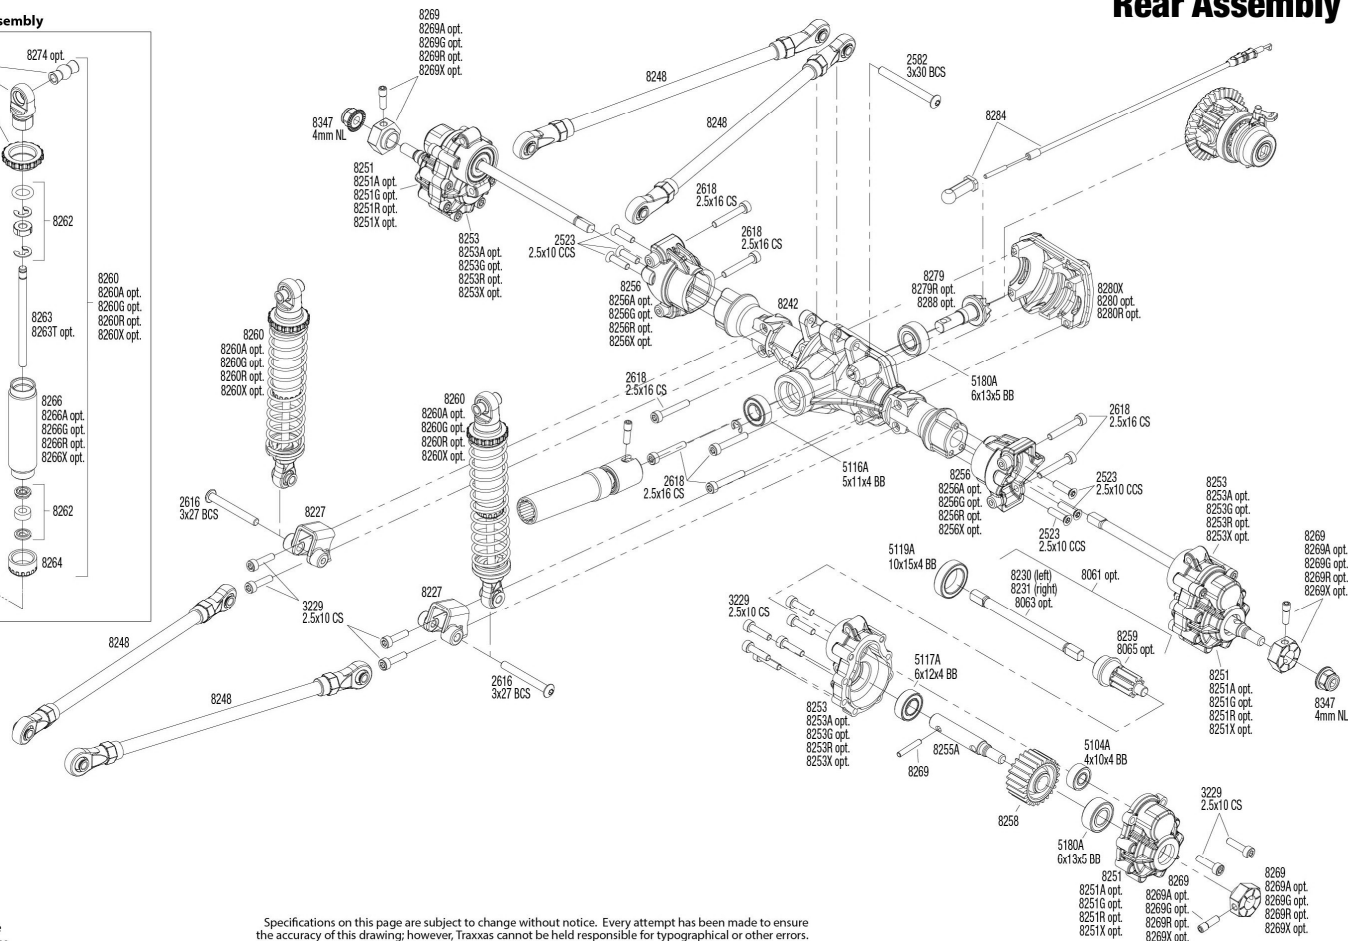 Rear Assembly
8274 opt.
8262
8263
8263T opt.
8260
8260A opt.
8260G opt.
8260R opt.
8260X opt.
8266
8266A opt.
8266G opt.
8266R opt.
8266X opt.
8262
8264
8269
8269A opt.
8269G opt.
8269R opt.
8269X opt.
8347
4mm NL
8251
8251A opt.
8251G opt.
8251R opt.
8251X opt.
8253
8253A opt.
8253G opt.
8253R opt.
8253X opt.
8248
8248
2582
3x30 BCS
8284
2618
2.5x16 CS
2618
2.5x16 CS
2523
2.5x10 CCS
8256
8256A opt.
8256G opt.
8256R opt.
8256X opt.
8242
8279
8279R opt.
8288 opt.
8280X
8280 opt.
8280R opt.
5180A
6x13x5 BB
8260
8260A opt.
8260G opt.
8260R opt.
8260X opt.
8260
8260A opt.
8260G opt.
8260R opt.
8260X opt.
2618
2.5x16 CS
2618
2.5x16 CS
5116A
5x11x4 BB
2618
2.5x16 CS
8256
8256A opt.
8256G opt.
8256R opt.
8256X opt.
2523
2.5x10 CCS
2523
2.5x10 CCS
8253
8253A opt.
8253G opt.
8253R opt.
8253X opt.
8269
8269A opt.
8269G opt.
8269R opt.
8269X opt.
2616
3x27 BCS
8227
8227
3229
2.5x10 CS
2616
3x27 BCS
8248
8248
5119A
10x15x4 BB
8230 (left)
8231 (right)
8063 opt.
8061 opt.
8259
8065 opt.
3229
2.5x10 CS
5117A
6x12x4 BB
8253
8253A opt.
8253G opt.
8253R opt.
8253X opt.
8255A
8269
8258
5104A
4x10x4 BB
5180A
6x13x5 BB
8251
8251A opt.
8251G opt.
8251R opt.
8251X opt.
8347
4mm NL
3229
2.5x10 CS
8251
8251A opt.
8251G opt.
8251R opt.
8251X opt.
8269
8269A opt.
8269G opt.
8269R opt.
8269X opt.
8269
8269A opt.
8269G opt.
8269R opt.
8269X opt.
Specifications on this page are subject to change without notice. Every attempt has been made to ensure
the accuracy of this drawing; however, Traxxas cannot be held responsible for typographical or other errors.